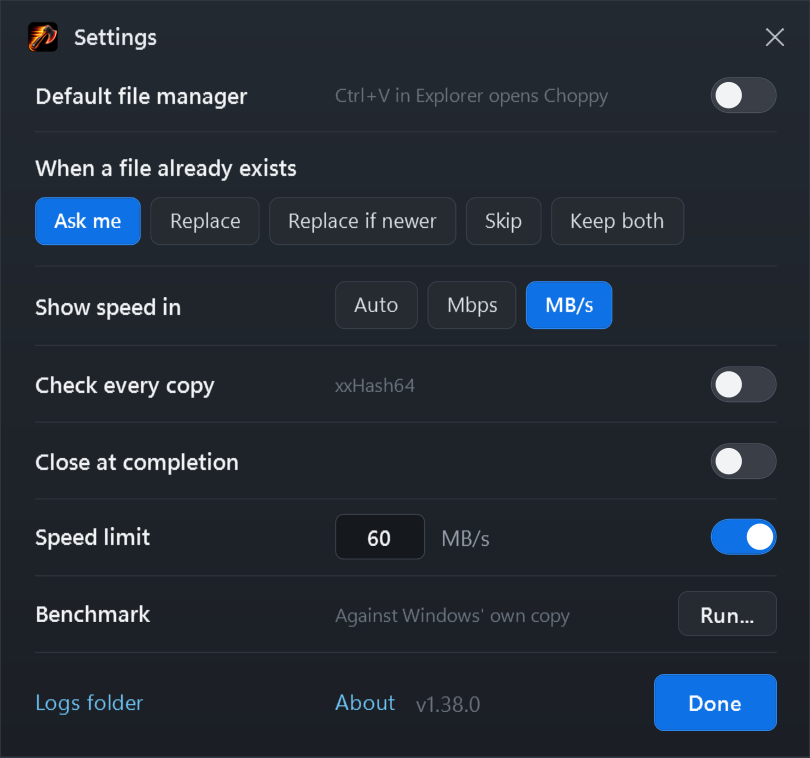 Settings
Default file manager Ctrl+V in Explorer opens Choppy
When a file already exists
Ask me Replace Replace if newer Skip Keep both
Show speed in Auto Mbps MB/s
Check every copy xxHash64
Close at completion
Speed limit 60 MB/s
Benchmark Against Windows' own copy Run...
Logs folder About v1.38.0 Done